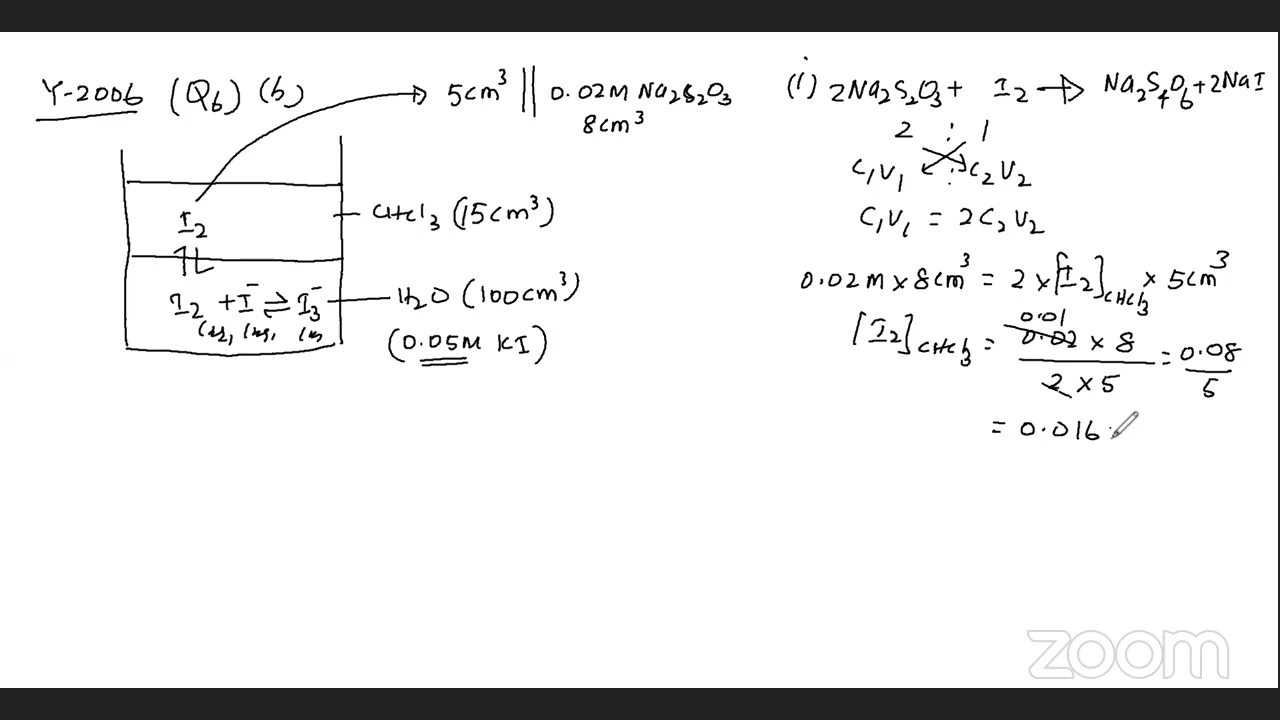 Y-2006 (Q6) (b)
5cm³ || 0.02M Na₂S₂O₃
8cm³
I₂
CHCl₃ (15cm³)
I₂ + I⁻ ⇌ I₃⁻
(aq) (aq)
H₂O (100cm³)
(0.05M KI)
(i) 2Na₂S₂O₃ + I₂ → Na₂S₄O₆ + 2NaI
2 : 1
C₁V₁ : C₂V₂
C₁V₁ = 2C₂V₂
0.02M × 8cm³ = 2 × [I₂]CHCl₃ × 5cm³
0.01
[I₂]CHCl₃ = 0.02 × 8 / 2 × 5 = 0.08 / 5
= 0.016
zoom